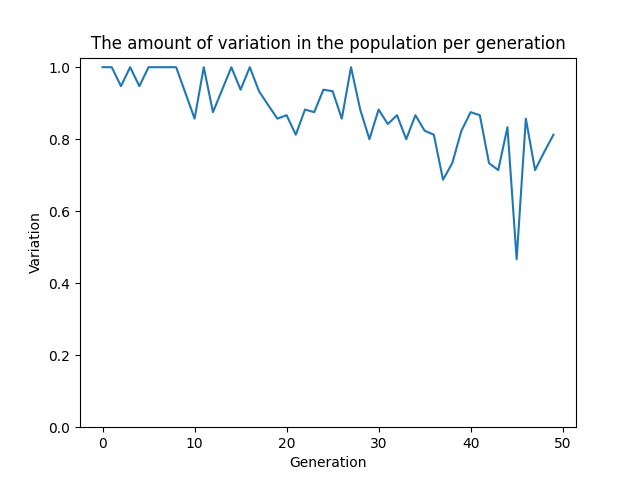 The amount of variation in the population per generation
1.0
0.8
0.6
0.4
0.2
0.0
Variation
0 10 20 30 40 50
Generation